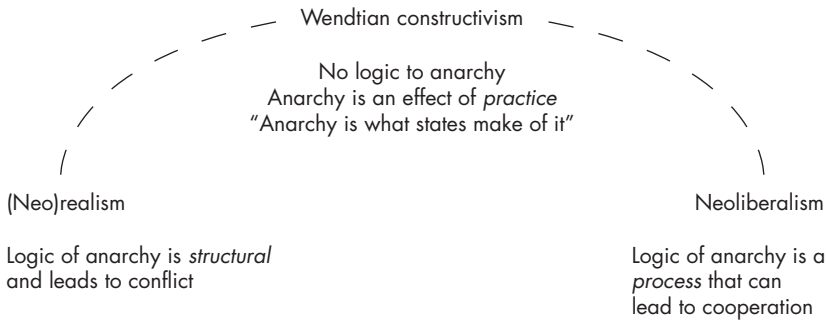 Wendtian constructivism
No logic to anarchy
Anarchy is an effect of practice
“Anarchy is what states make of it”
(Neo)realism
Logic of anarchy is structural
and leads to conflict
Neoliberalism
Logic of anarchy is a
process that can
lead to cooperation